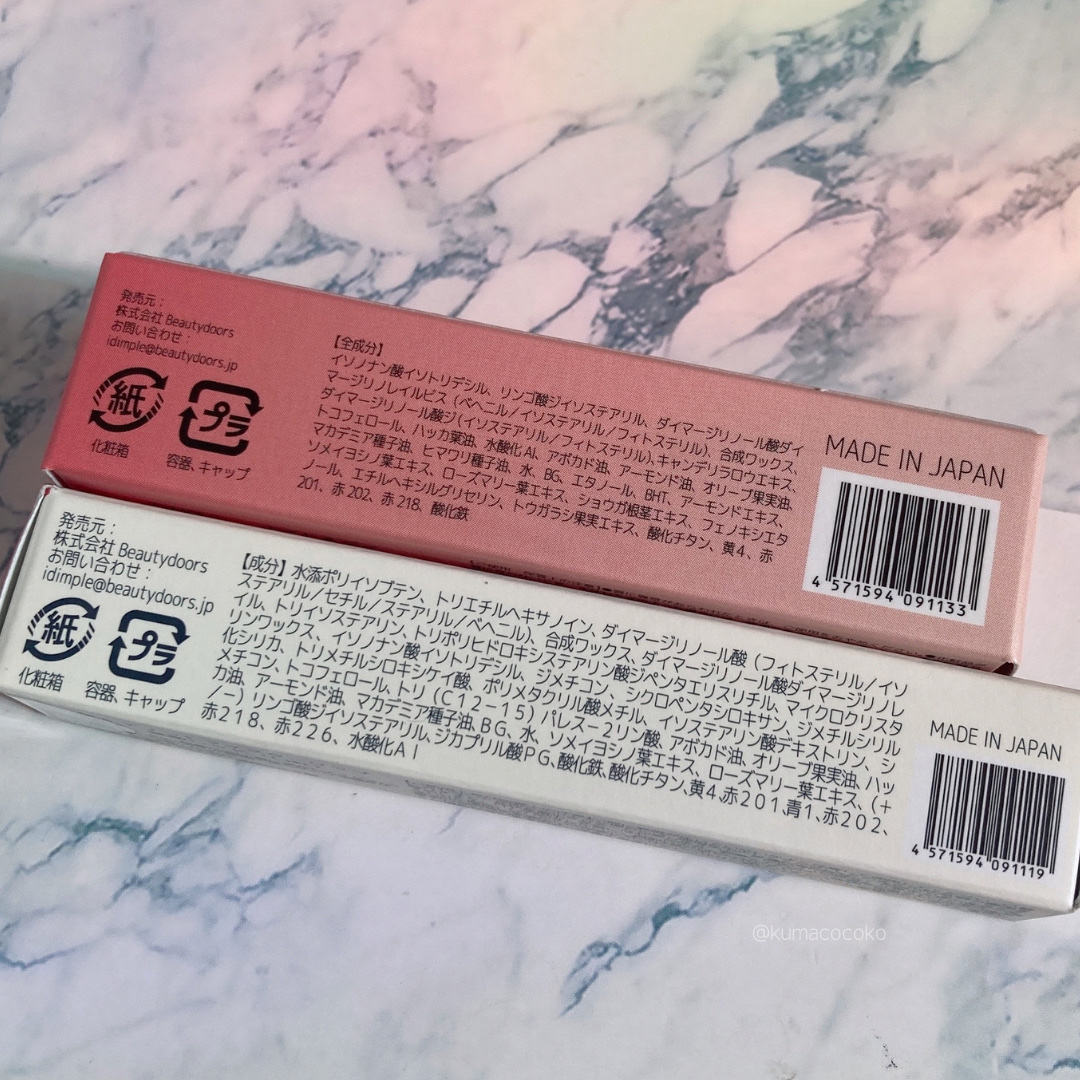 発売元：
株式会社 Beautydoors
お問い合わせ：
idimple@beautydoors.jp
紙
プラ
化粧箱
容器、キャップ
【全成分】
イソノナン酸イソトリデシル、リンゴ酸ジイソステアリル、ダイマージリノール酸ダイ
マージリノレイルビス（ベヘニル/イソステアリル/フィトステリル）、合成ワックス、
ダイマージリノール酸ジ(イソステアリル/フィトステリル)、キャンデリラロウエキス、
トコフェロール、ハッカ葉油、水酸化 Al、アボカド油、アーモンド油、オリーブ果実油、
マカデミア種子油、ヒマワリ種子油、水、BG、エタノール、BHT、アーモンドエキス、
ソメイヨシノ葉エキス、ローズマリー葉エキス、ショウガ根茎エキス、フェノキシエタ
ノール、エチルヘキシルグリセリン、トウガラシ果実エキス、酸化チタン、黄４、赤
201、赤 202、赤 218、酸化鉄
MADE IN JAPAN
4 571594 091133
発売元：
株式会社 Beautydoors
お問い合わせ：
idimple@beautydoors.jp
紙
プラ
化粧箱
容器、キャップ
【成分】水添ポリイソブテン、トリエチルヘキサノイン、ダイマージリノール酸（フィトステリル/イソ
ステアリル/セチル/ステアリル/ベヘニル）、合成ワックス、ダイマージリノール酸ダイマージリノレ
イル、トリイソステアリン酸トリポリヒドロキシステアリン酸ジペンタエリスリチル、マイクロクリスタ
リンワックス、イソノナン酸イソトリデシル、ジメチコン、シクロペンタシロキサン、ジメチルシリル
化シリカ、トリメチルシロキシケイ酸、ポリメタクリル酸メチル、イソステアリン酸デキストリン、シ
メチコン、トコフェロール、トリ（C12－15）パレス－2リン酸、アボカド油、オリーブ果実油、ハッ
カ油、アーモンド油、マカデミア種子油、BG、水、ソメイヨシノ葉エキス、ローズマリー葉エキス、（＋
/－）リンゴ酸ジイソステアリル、ジカプリル酸PG、酸化鉄、酸化チタン、黄4、赤201、青1、赤202、
赤218、赤226、水酸化Al
MADE IN JAPAN
4 571594 091119
@kumacocoko